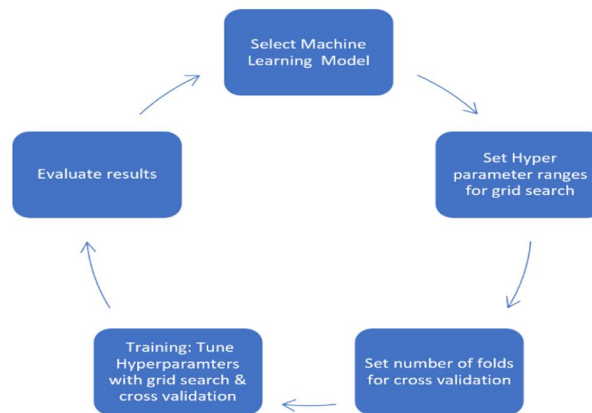 Select Machine
Learning Model
Set Hyper
parameter ranges
for grid search
Set number of folds
for cross validation
Training: Tune
Hyperparamters
with grid search &
cross validation
Evaluate results